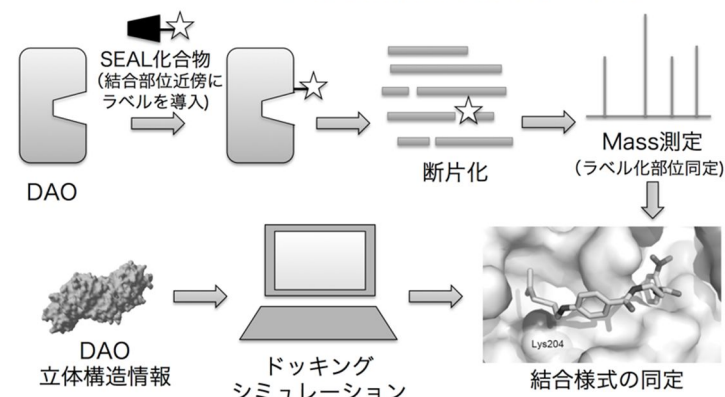 SEAL化合物
(結合部位近傍に
ラベルを導入)
DAO
断片化
Mass測定
(ラベル化部位同定)
DAO
立体構造情報
ドッキング
シミュレーション
Lys204
結合様式の同定